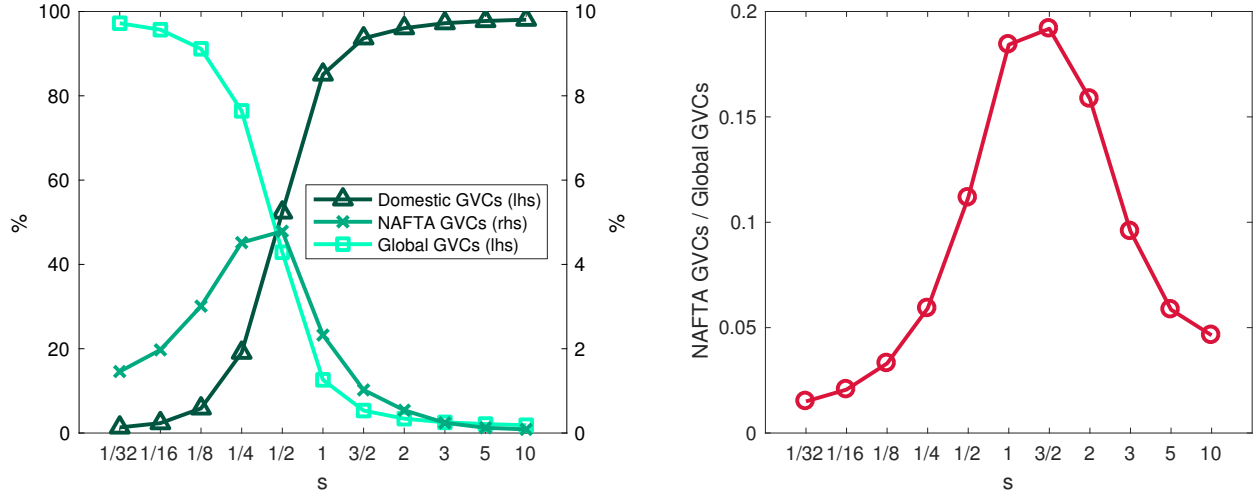 100
80
60
40
20
0
%
10
8
6
4
2
0
%
Domestic GVCs (lhs)
NAFTA GVCs (rhs)
Global GVCs (lhs)
1/32 1/16 1/8 1/4 1/2 1 3/2 2 3 5 10
s
0.2
0.15
0.1
0.05
0
NAFTA GVCs / Global GVCs
1/32 1/16 1/8 1/4 1/2 1 3/2 2 3 5 10
s